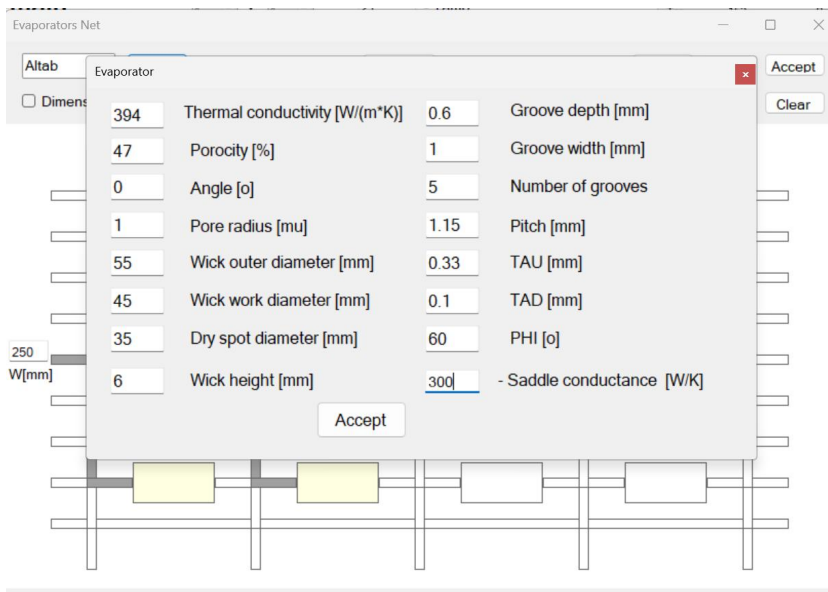 Evaporators Net
Altab
Accept
Evaporator
Dimens
Clear
394 Thermal conductivity [W/(m*K)] 0.6 Groove depth [mm]
47 Porocity [%] 1 Groove width [mm]
0 Angle [o] 5 Number of grooves
1 Pore radius [mu] 1.15 Pitch [mm]
55 Wick outer diameter [mm] 0.33 TAU [mm]
45 Wick work diameter [mm] 0.1 TAD [mm]
35 Dry spot diameter [mm] 60 PHI [o]
250
W[mm]
6 Wick height [mm] 300 - Saddle conductance [W/K]
Accept